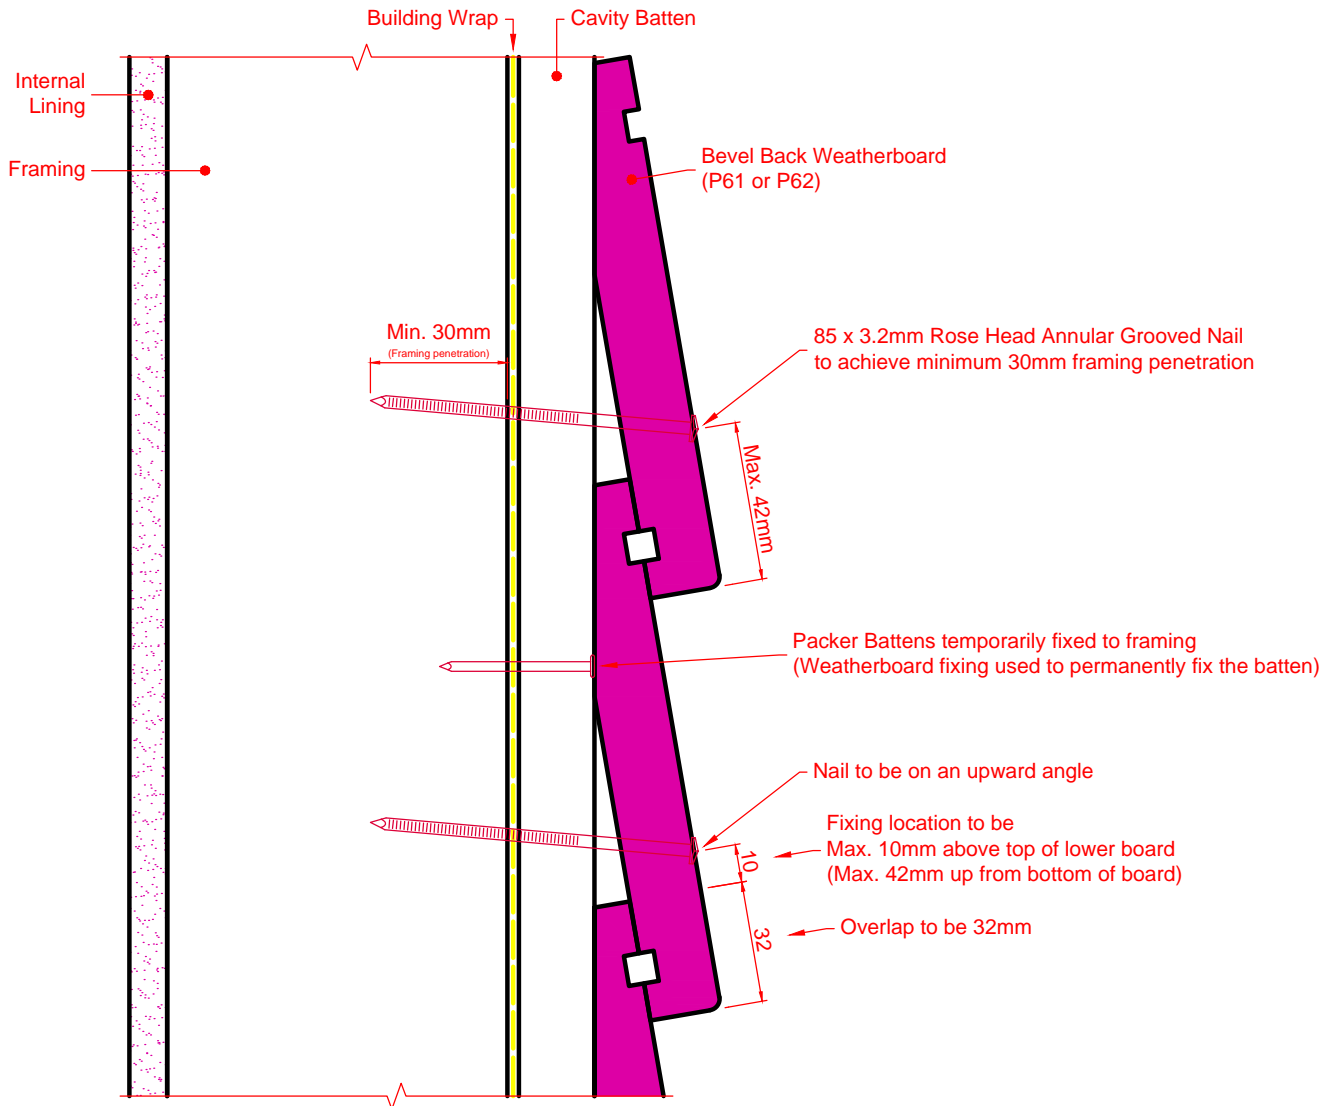 Building Wrap
Cavity Batten
Internal
Lining
Framing
Bevel Back Weatherboard
(P61 or P62)
Min. 30mm
(Framing penetration)
85 x 3.2mm Rose Head Annular Grooved Nail
to achieve minimum 30mm framing penetration
Max. 42mm
Packer Battens temporarily fixed to framing
(Weatherboard fixing used to permanently fix the batten)
Nail to be on an upward angle
Fixing location to be
Max. 10mm above top of lower board
(Max. 42mm up from bottom of board)
10
32
Overlap to be 32mm